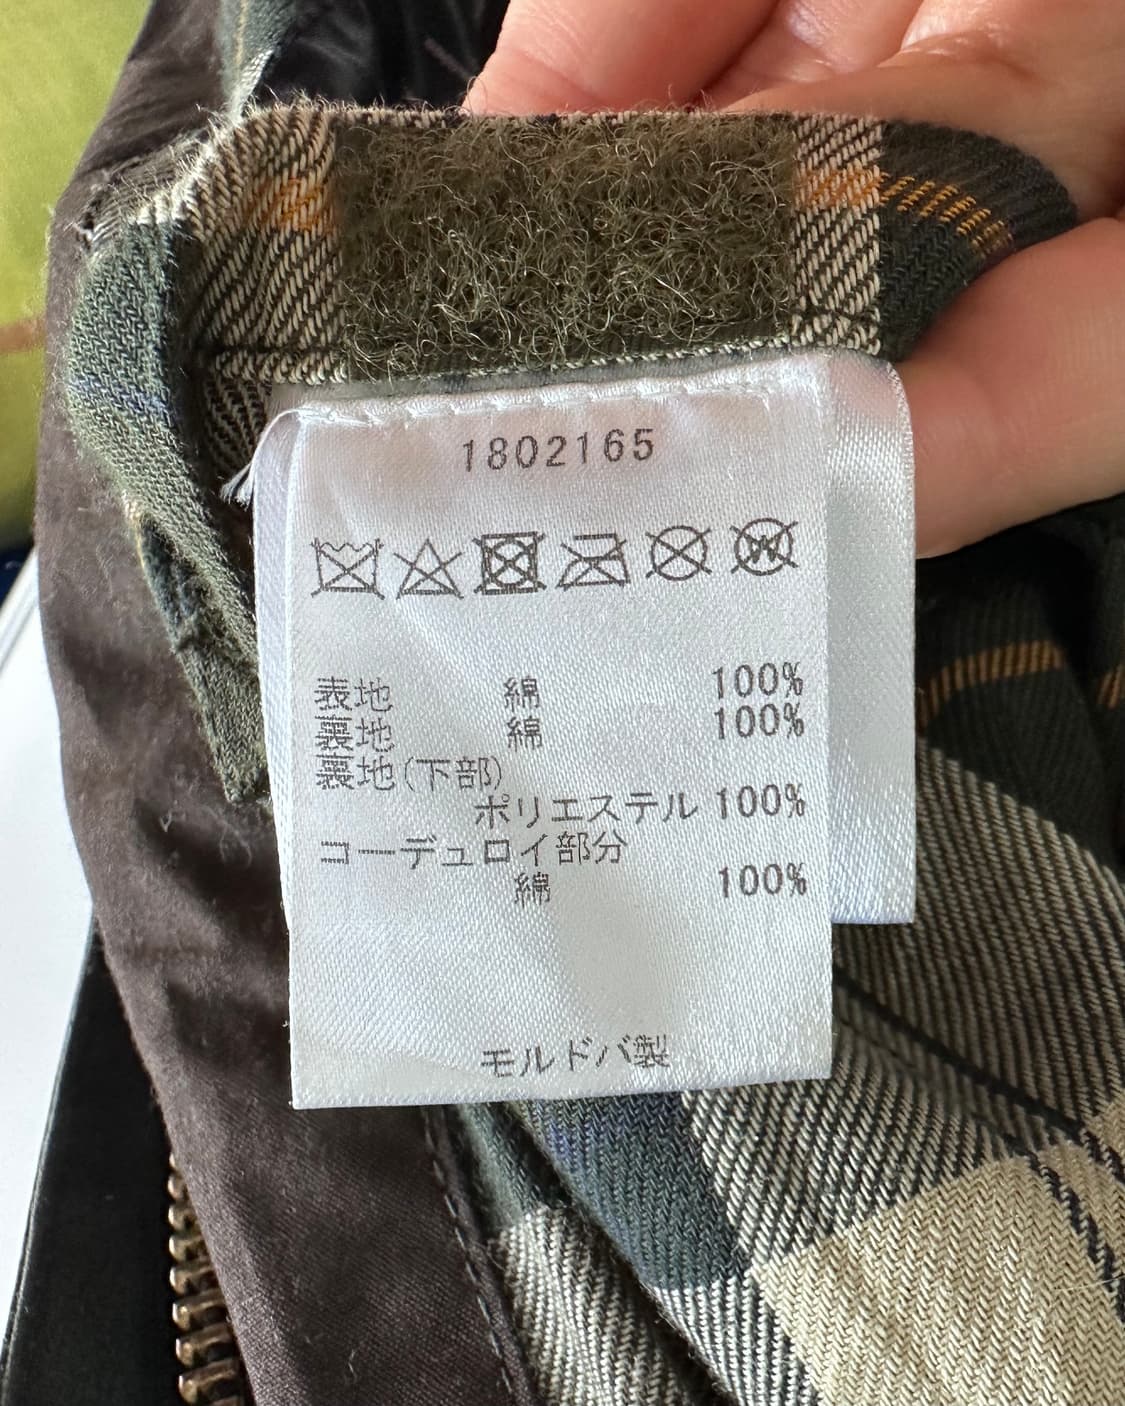 1802165
表地 綿 100%
裏地 綿 100%
裏地(下部)
ポリエステル 100%
コーデュロイ部分
綿 100%
モルドバ製